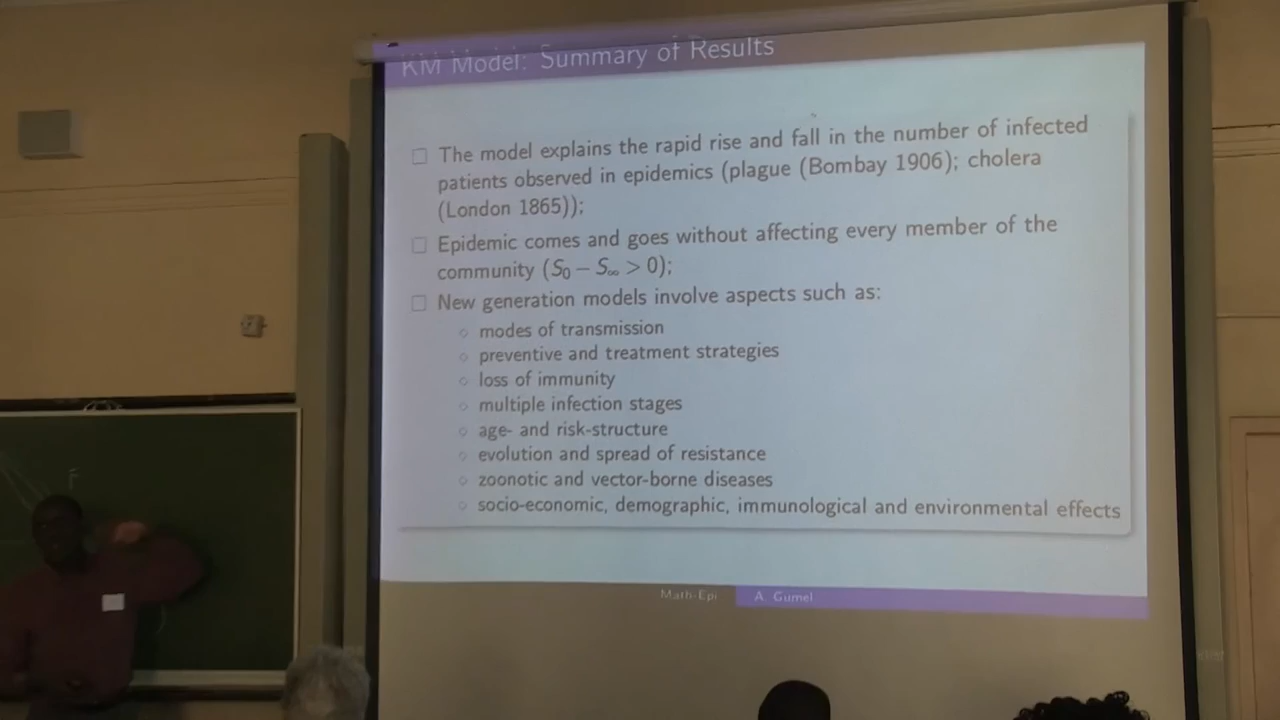 KM Model: Summary of Results
The model explains the rapid rise and fall in the number of infected
patients observed in epidemics (plague (Bombay 1906); cholera
(London 1865));
Epidemic comes and goes without affecting every member of the
community (S₀ − S∞ > 0);
New generation models involve aspects such as:
modes of transmission
preventive and treatment strategies
loss of immunity
multiple infection stages
age- and risk-structure
evolution and spread of resistance
zoonotic and vector-borne diseases
socio-economic, demographic, immunological and environmental effects
Math-Epi A. Gumel